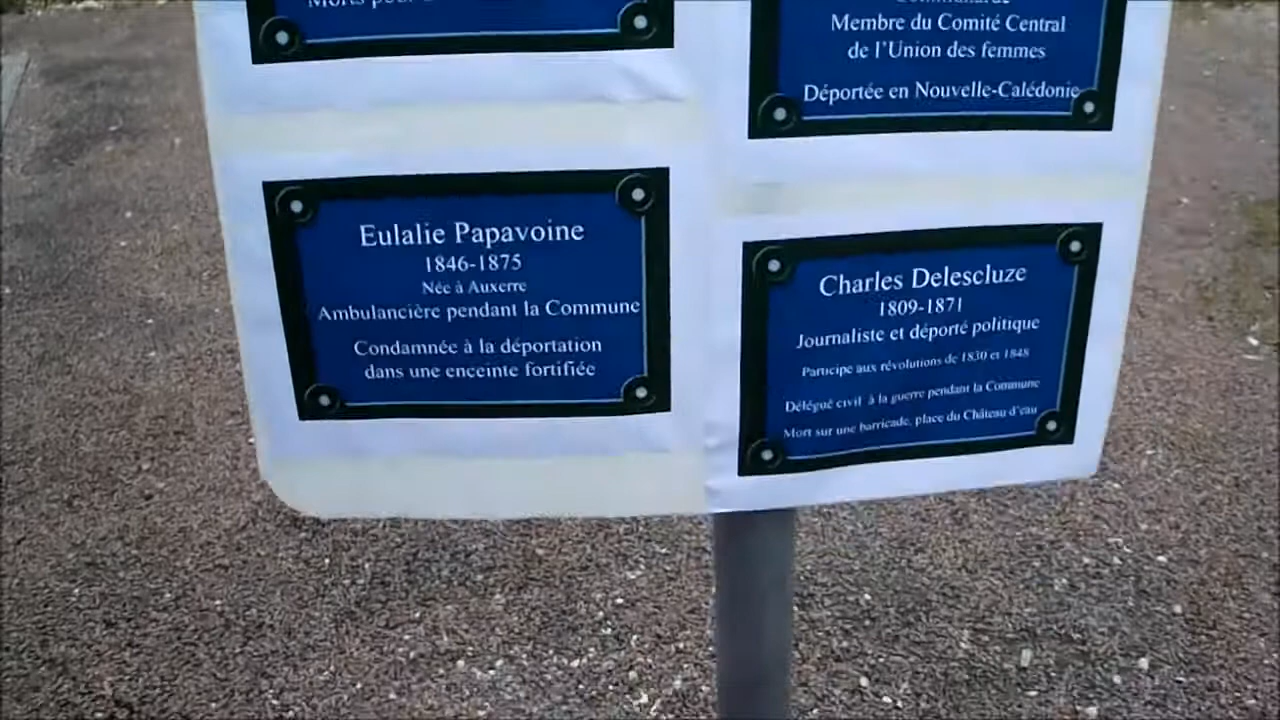 Morts pour
Membre du Comité Central
de l'Union des femmes
Déportée en Nouvelle-Calédonie
Eulalie Papavoine
1846-1875
Née à Auxerre
Ambulancière pendant la Commune
Condamnée à la déportation
dans une enceinte fortifiée
Charles Delescluze
1809-1871
Journaliste et déporté politique
Participe aux révolutions de 1830 et 1848
Délégué civil à la guerre pendant la Commune
Mort sur une barricade, place du Château d'eau